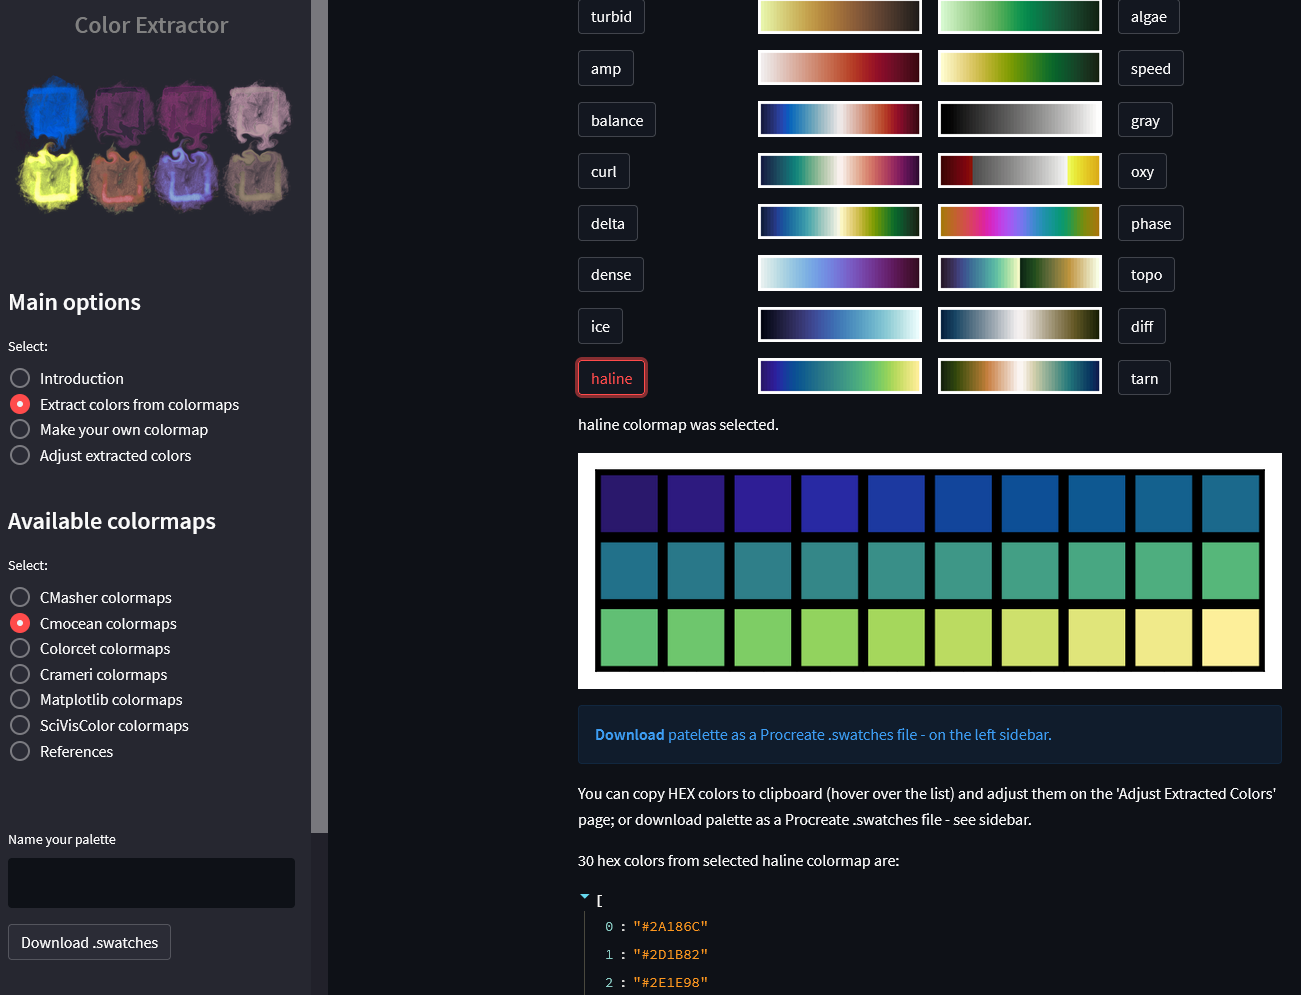 Color Extractor
Main options
Select:
Introduction
Extract colors from colormaps
Make your own colormap
Adjust extracted colors
Available colormaps
Select:
CMasher colormaps
Cmocean colormaps
Colorcet colormaps
Crameri colormaps
Matplotlib colormaps
SciVisColor colormaps
References
Name your palette
Download .swatches
turbid
algae
amp
speed
balance
gray
curl
oxy
delta
phase
dense
topo
ice
diff
haline
tarn
haline colormap was selected.
Download patelette as a Procreate .swatches file - on the left sidebar.
You can copy HEX colors to clipboard (hover over the list) and adjust them on the 'Adjust Extracted Colors'
page; or download palette as a Procreate .swatches file - see sidebar.
30 hex colors from selected haline colormap are:
[
0 : "#2A186C"
1 : "#2D1B82"
2 : "#2E1E98"